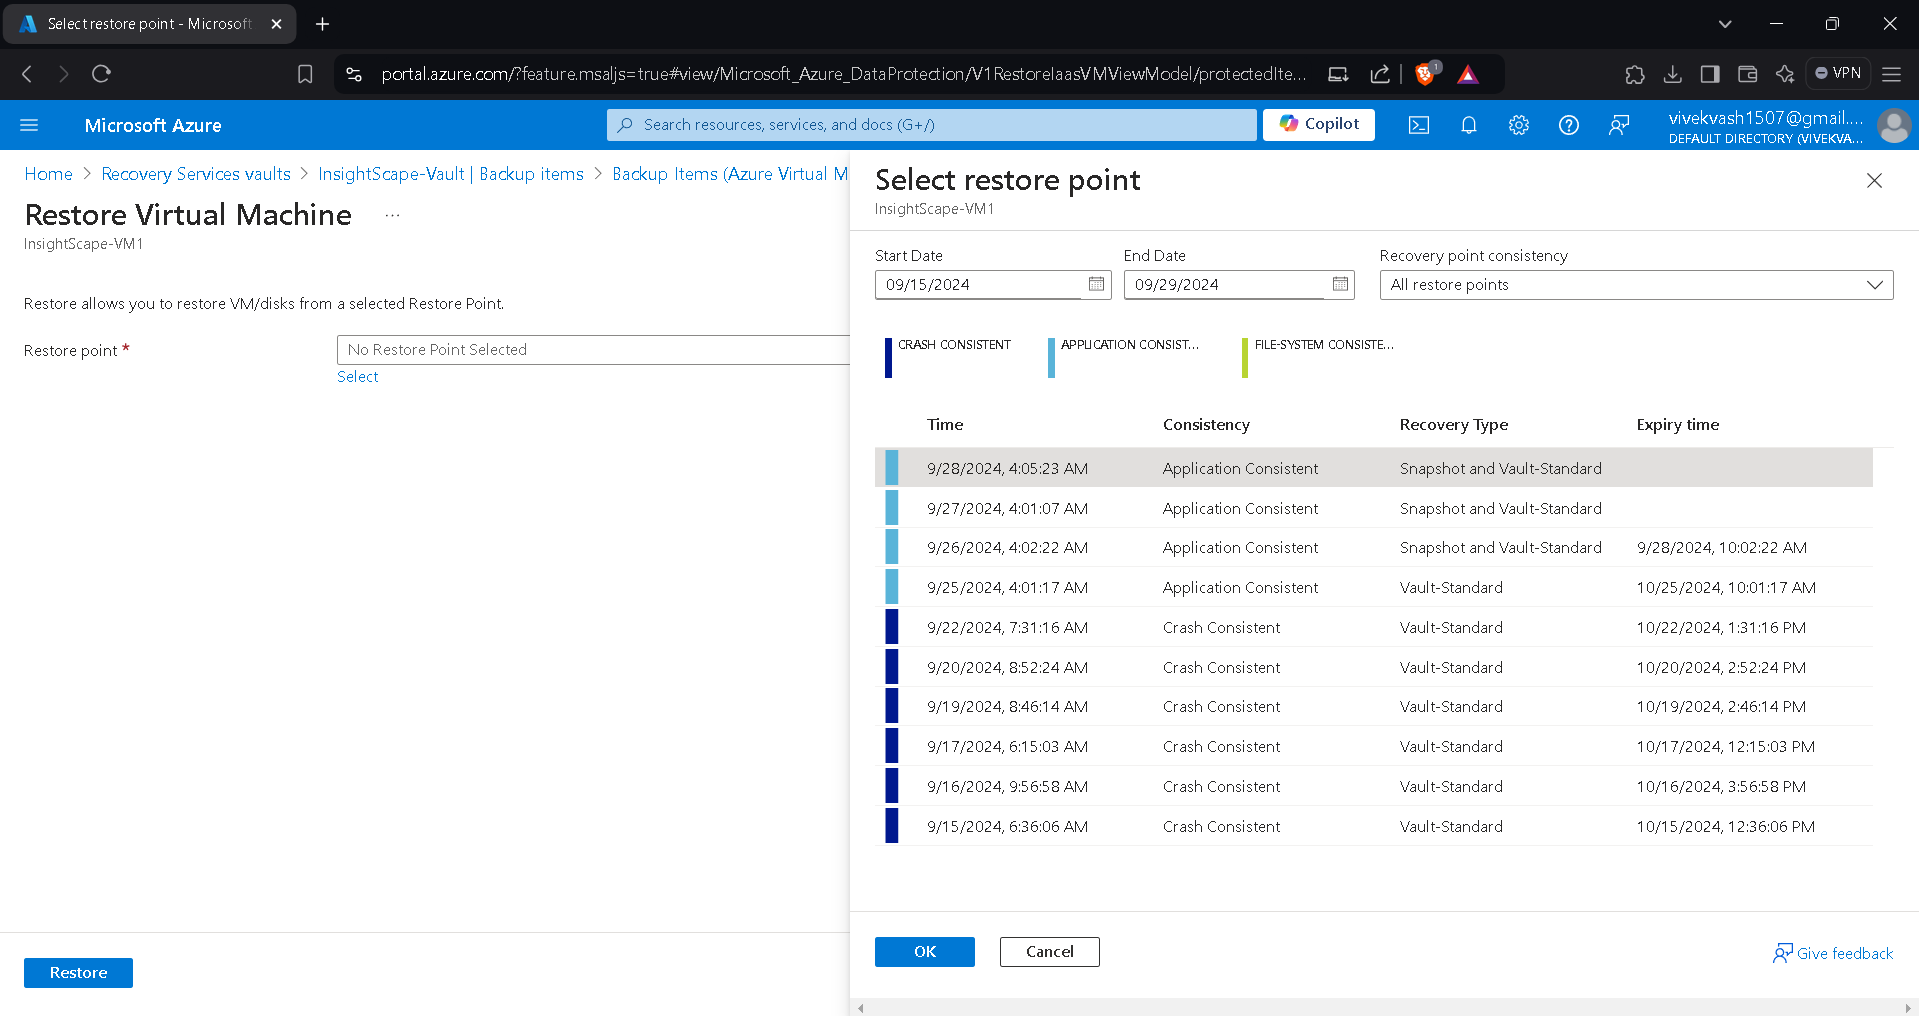 Select restore point - Microsoft
portal.azure.com/?feature.msaljs=true#view/Microsoft_Azure_DataProtection/V1RestoreIaasVMViewModel/protectedIte...
1
VPN
Microsoft Azure
Search resources, services, and docs (G+/)
Copilot
vivekvash1507@gmail....
DEFAULT DIRECTORY (VIVEKVA...
Home > Recovery Services vaults > InsightScape-Vault | Backup items > Backup Items (Azure Virtual M
Restore Virtual Machine ...
InsightScape-VM1
Restore allows you to restore VM/disks from a selected Restore Point.
Restore point *
No Restore Point Selected
Select
Restore
Select restore point
InsightScape-VM1
Start Date End Date Recovery point consistency
09/15/2024 09/29/2024 All restore points
CRASH CONSISTENT APPLICATION CONSIST... FILE-SYSTEM CONSISTE...
Time Consistency Recovery Type Expiry time
9/28/2024, 4:05:23 AM Application Consistent Snapshot and Vault-Standard
9/27/2024, 4:01:07 AM Application Consistent Snapshot and Vault-Standard
9/26/2024, 4:02:22 AM Application Consistent Snapshot and Vault-Standard 9/28/2024, 10:02:22 AM
9/25/2024, 4:01:17 AM Application Consistent Vault-Standard 10/25/2024, 10:01:17 AM
9/22/2024, 7:31:16 AM Crash Consistent Vault-Standard 10/22/2024, 1:31:16 PM
9/20/2024, 8:52:24 AM Crash Consistent Vault-Standard 10/20/2024, 2:52:24 PM
9/19/2024, 8:46:14 AM Crash Consistent Vault-Standard 10/19/2024, 2:46:14 PM
9/17/2024, 6:15:03 AM Crash Consistent Vault-Standard 10/17/2024, 12:15:03 PM
9/16/2024, 9:56:58 AM Crash Consistent Vault-Standard 10/16/2024, 3:56:58 PM
9/15/2024, 6:36:06 AM Crash Consistent Vault-Standard 10/15/2024, 12:36:06 PM
OK Cancel Give feedback